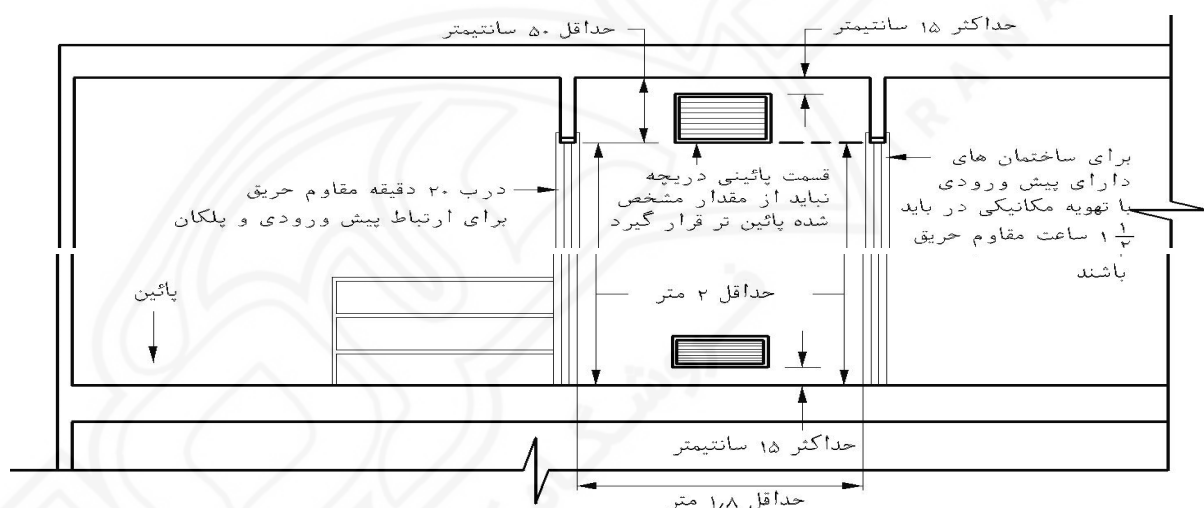 حداکثر ۱۵ سانتیمتر
حداقل ۵۰ سانتیمتر
برای ساختمان های
دارای پیش ورودی
با تهویه مکانیکی در باید
۱ ۱/۲ ساعت مقاوم حریق
باشند
قسمت پائینی دریچه
نباید از مقدار مشخص
شده پائین تر قرار گیرد
درب ۲۰ دقیقه مقاوم حریق
برای ارتباط پیش ورودی و پلکان
حداقل ۲ متر
پائین
حداکثر ۱۵ سانتیمتر
حداقل ۱٫۸ متر